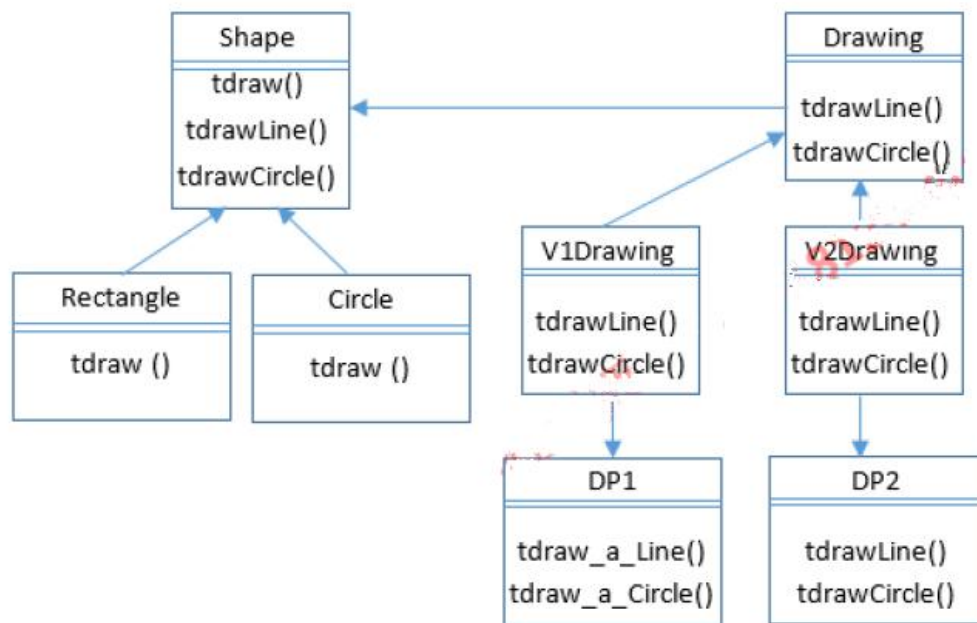 Shape
tdraw()
tdrawLine()
tdrawCircle()
Drawing
tdrawLine()
tdrawCircle()
Rectangle
tdraw ()
Circle
tdraw ()
V1Drawing
tdrawLine()
tdrawCircle()
V2Drawing
tdrawLine()
tdrawCircle()
DP1
tdraw_a_Line()
tdraw_a_Circle()
DP2
tdrawLine()
tdrawCircle()